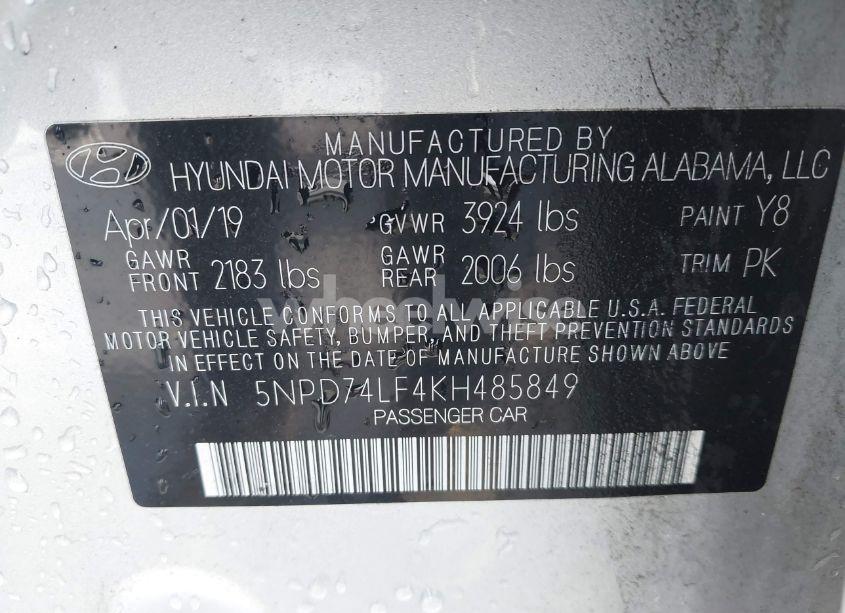 MANUFACTURED BY
HYUNDAI MOTOR MANUFACTURING ALABAMA, LLC
Apr/01/19 GVWR 3924 lbs PAINT Y8
GAWR FRONT 2183 lbs GAWR REAR 2006 lbs TRIM PK
THIS VEHICLE CONFORMS TO ALL APPLICABLE U.S.A. FEDERAL
MOTOR VEHICLE SAFETY, BUMPER, AND THEFT PREVENTION STANDARDS
IN EFFECT ON THE DATE OF MANUFACTURE SHOWN ABOVE
V.I.N 5NPD74LF4KH485849
PASSENGER CAR
wheelwise